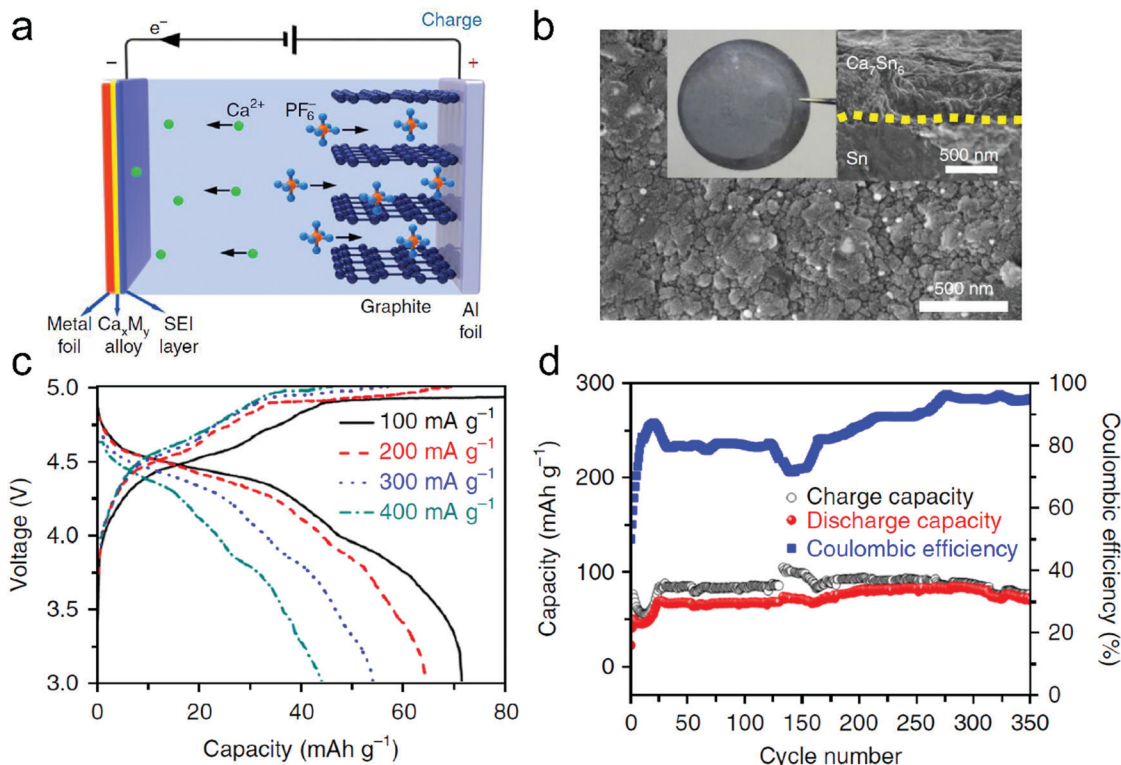 a
Charge
e⁻
−
+
Ca²⁺
PF₆⁻
Graphite
Metal foil
CaₓMᵧ alloy
SEI layer
Al foil
b
Ca₇Sn₆
Sn
500 nm
500 nm
c
5.0
4.5
4.0
3.5
3.0
Voltage (V)
100 mA g⁻¹
200 mA g⁻¹
300 mA g⁻¹
400 mA g⁻¹
0 20 40 60 80
Capacity (mAh g⁻¹)
d
300
250
200
150
100
50
0
Capacity (mAh g⁻¹)
Charge capacity
Discharge capacity
Coulombic efficiency
100
80
60
40
20
0
Coulombic efficiency (%)
0 50 100 150 200 250 300 350
Cycle number